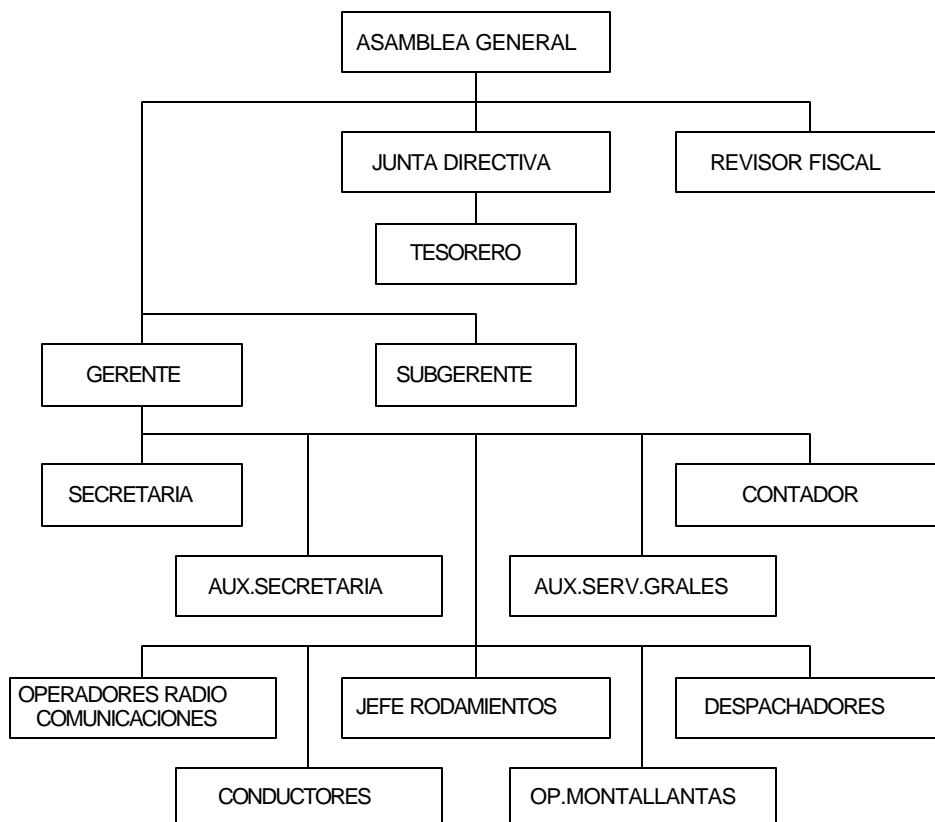 ASAMBLEA GENERAL
JUNTA DIRECTIVA
REVISOR FISCAL
TESORERO
GERENTE
SUBGERENTE
SECRETARIA
CONTADOR
AUX.SECRETARIA
AUX.SERV.GRALES
OPERADORES RADIO
COMUNICACIONES
JEFE RODAMIENTOS
DESPACHADORES
CONDUCTORES
OP.MONTALLANTAS